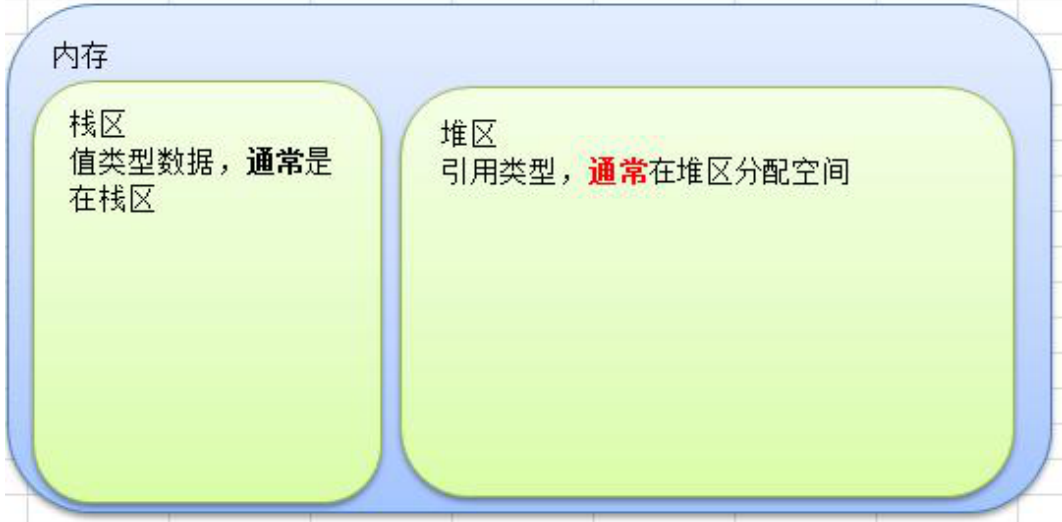 内存
栈区
值类型数据，通常是
在栈区
堆区
引用类型，通常在堆区分配空间